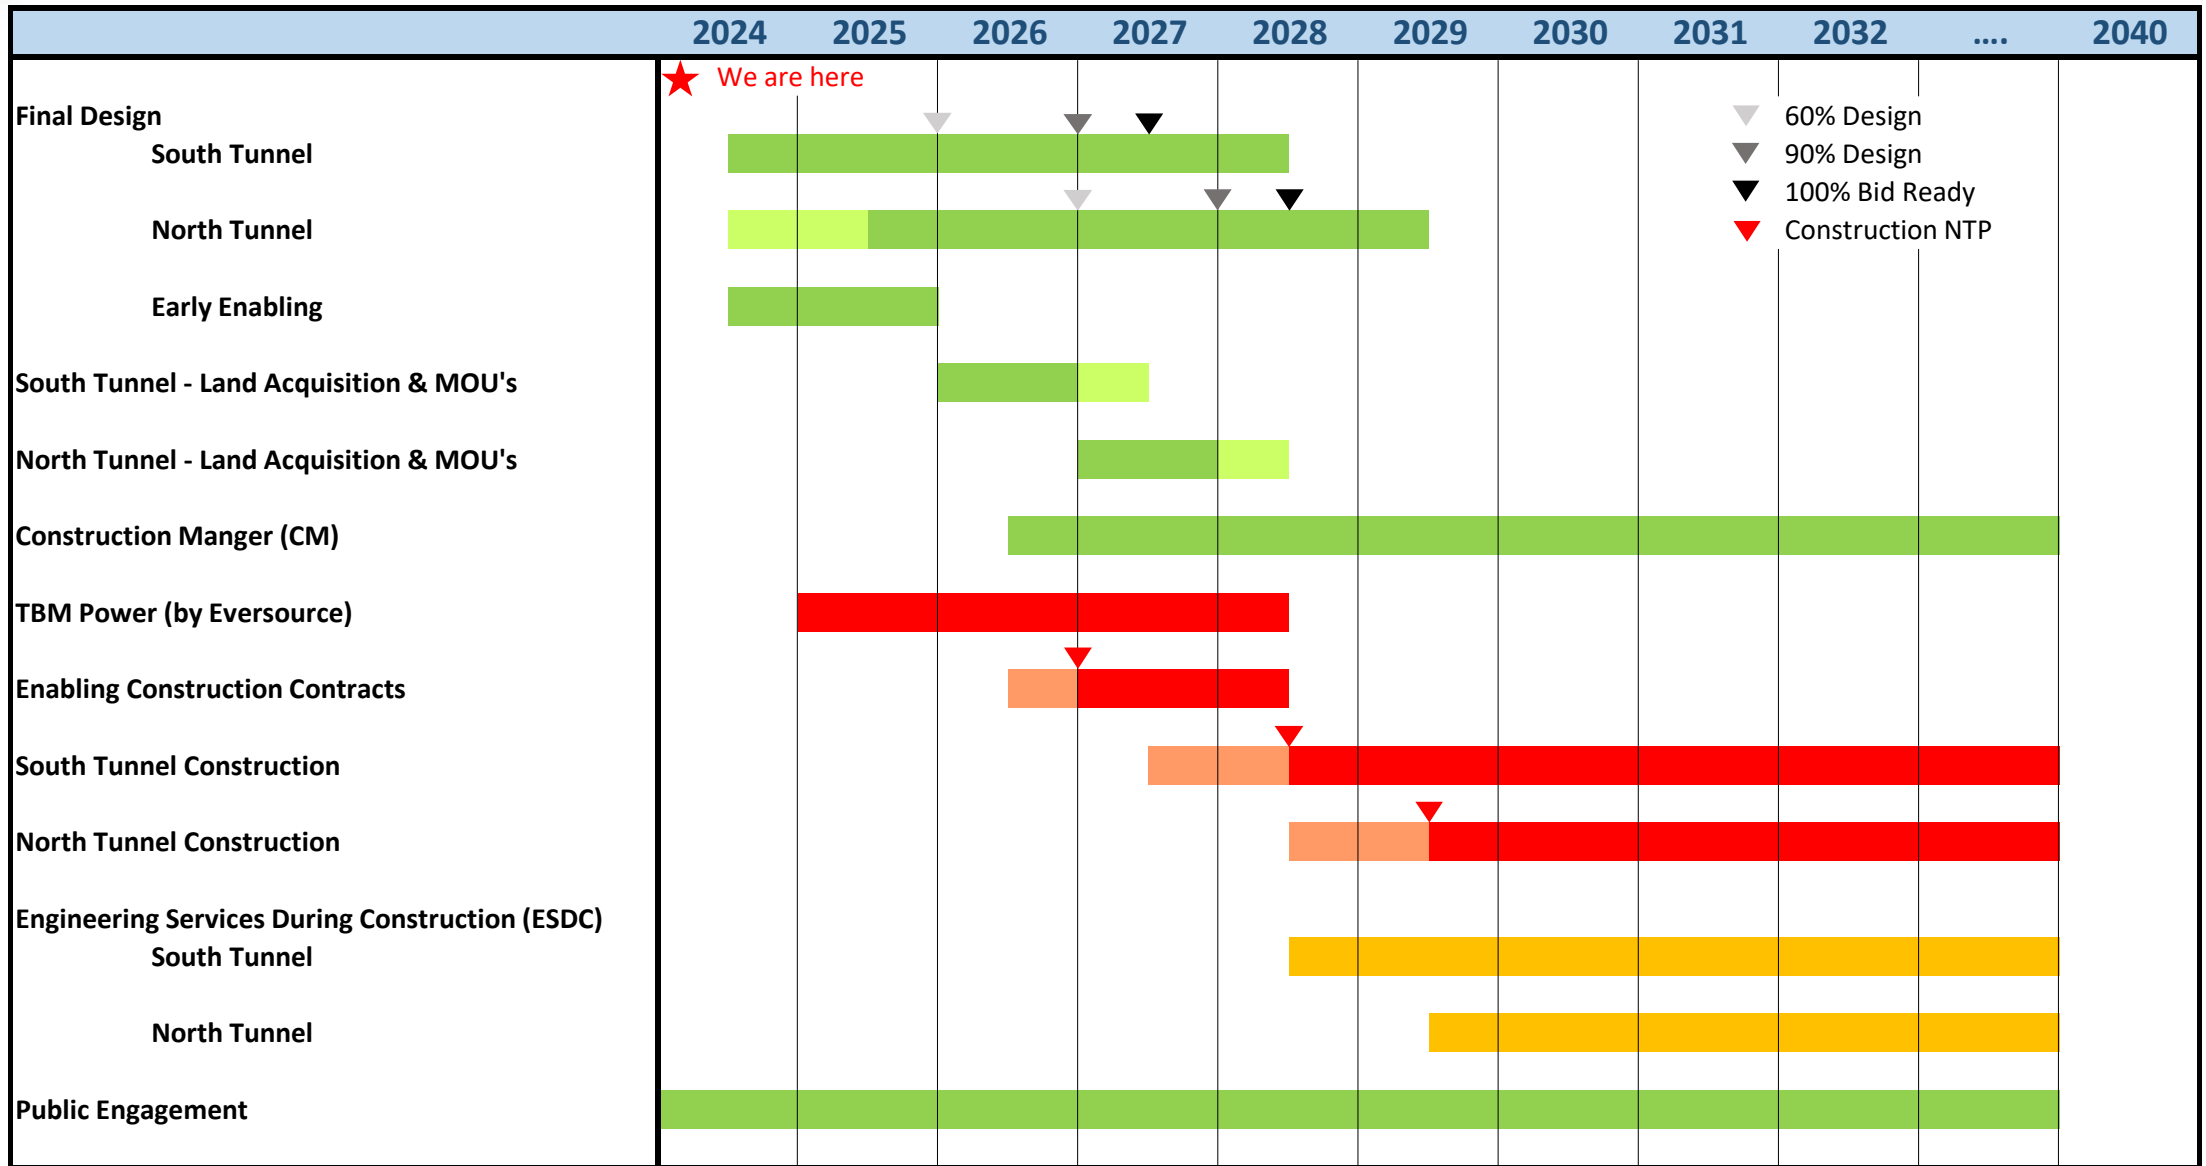 2024 2025 2026 2027 2028 2029 2030 2031 2032 .... 2040
We are here
Final Design
60% Design
South Tunnel
90% Design
100% Bid Ready
North Tunnel
Construction NTP
Early Enabling
South Tunnel - Land Acquisition & MOU's
North Tunnel - Land Acquisition & MOU's
Construction Manger (CM)
TBM Power (by Eversource)
Enabling Construction Contracts
South Tunnel Construction
North Tunnel Construction
Engineering Services During Construction (ESDC)
South Tunnel
North Tunnel
Public Engagement